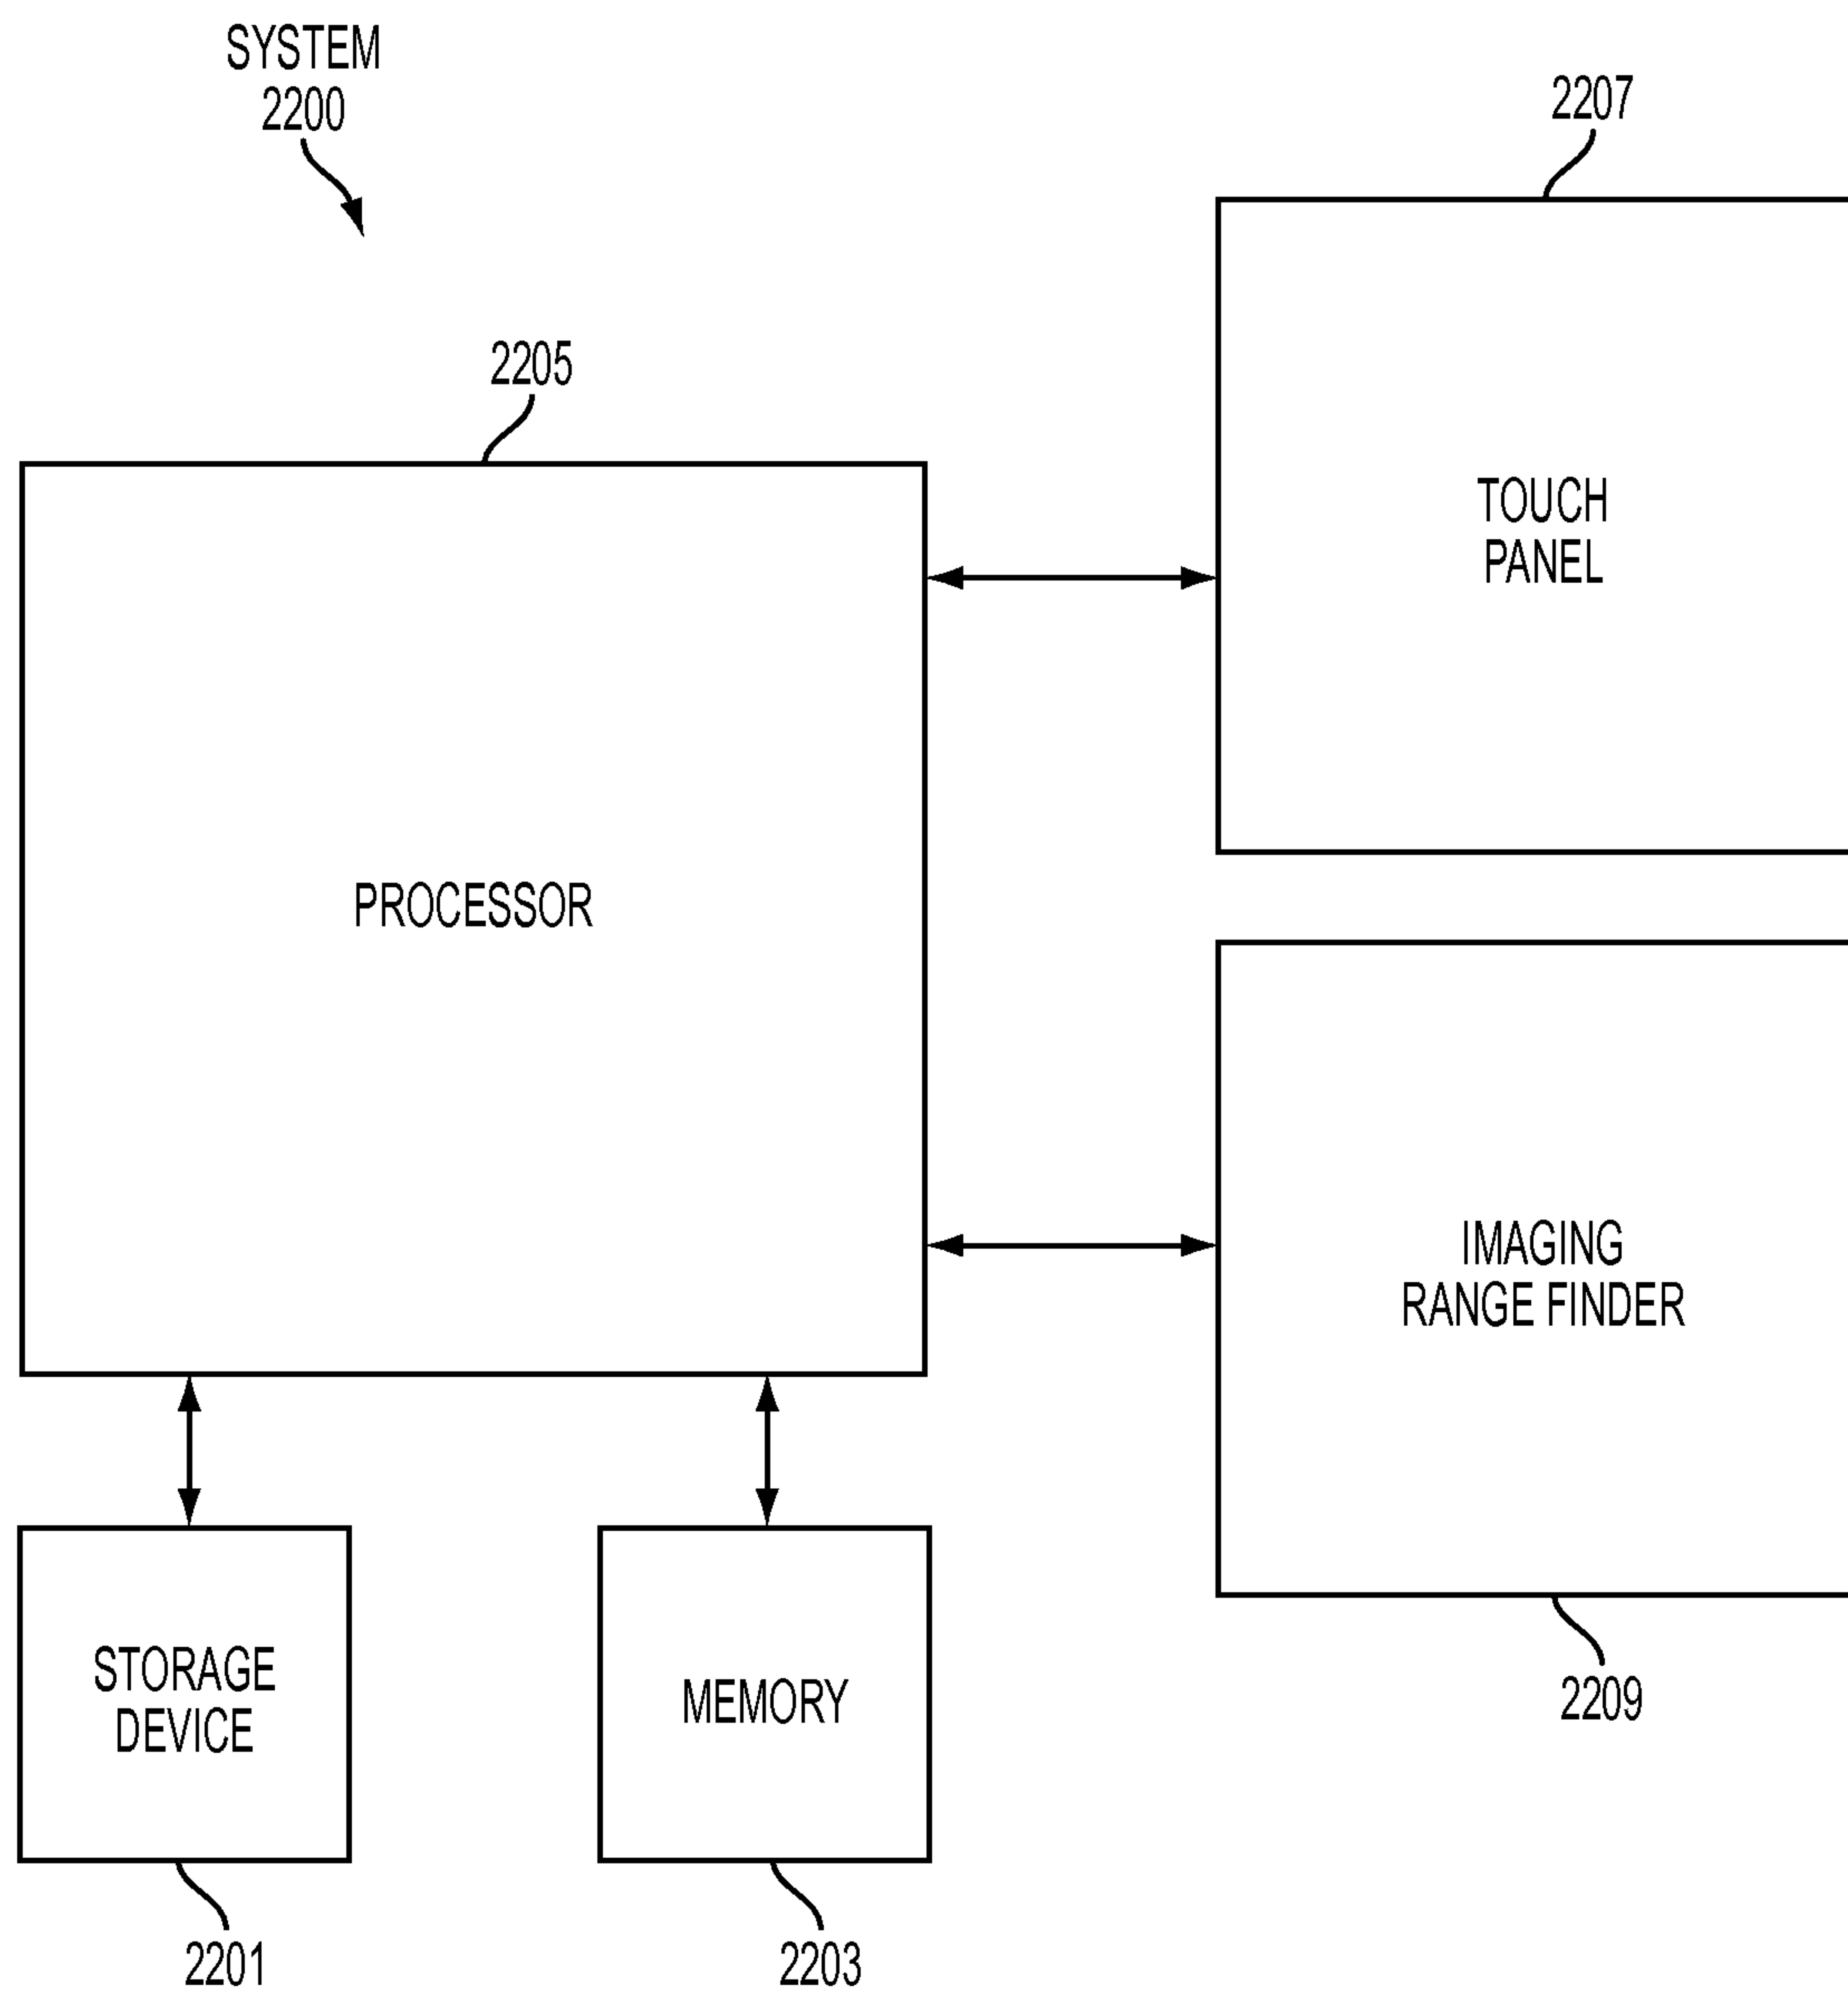 SYSTEM
2200
2207
2205
TOUCH
PANEL
PROCESSOR
IMAGING
RANGE FINDER
STORAGE
DEVICE
MEMORY
2209
2201
2203